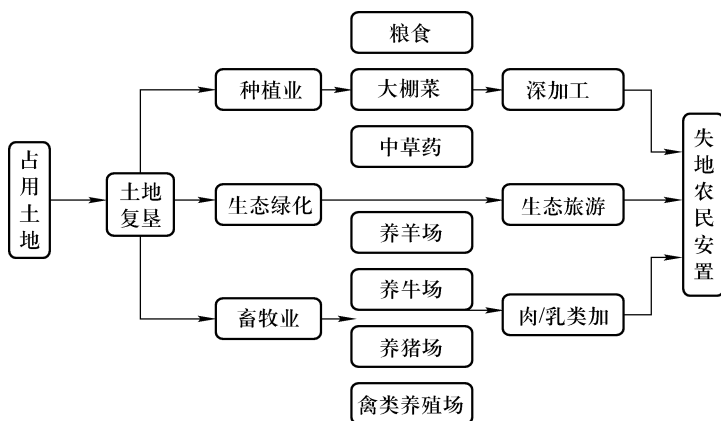 占用土地
土地
复垦
种植业
生态绿化
畜牧业
粮食
大棚菜
中草药
养羊场
养牛场
养猪场
禽类养殖场
深加工
生态旅游
肉/乳类加
失地农民安置